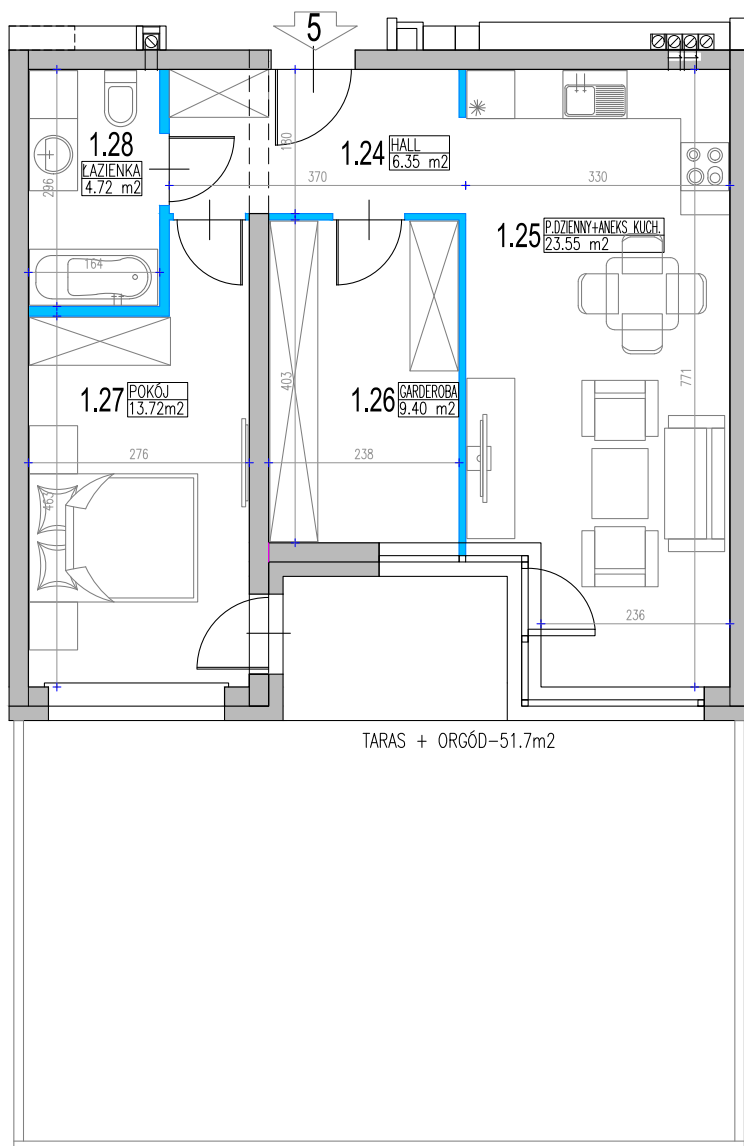 5
1.28
ŁAZIENKA
4.72 m2
1.24
HALL
6.35 m2
180
370
330
296
164
1.25
P.DZIENNY+ANEKS KUCH.
23.55 m2
1.27
POKÓJ
13.72m2
403
1.26
GARDEROBA
9.40 m2
771
276
238
463
236
TARAS + ORGÓD-51.7m2